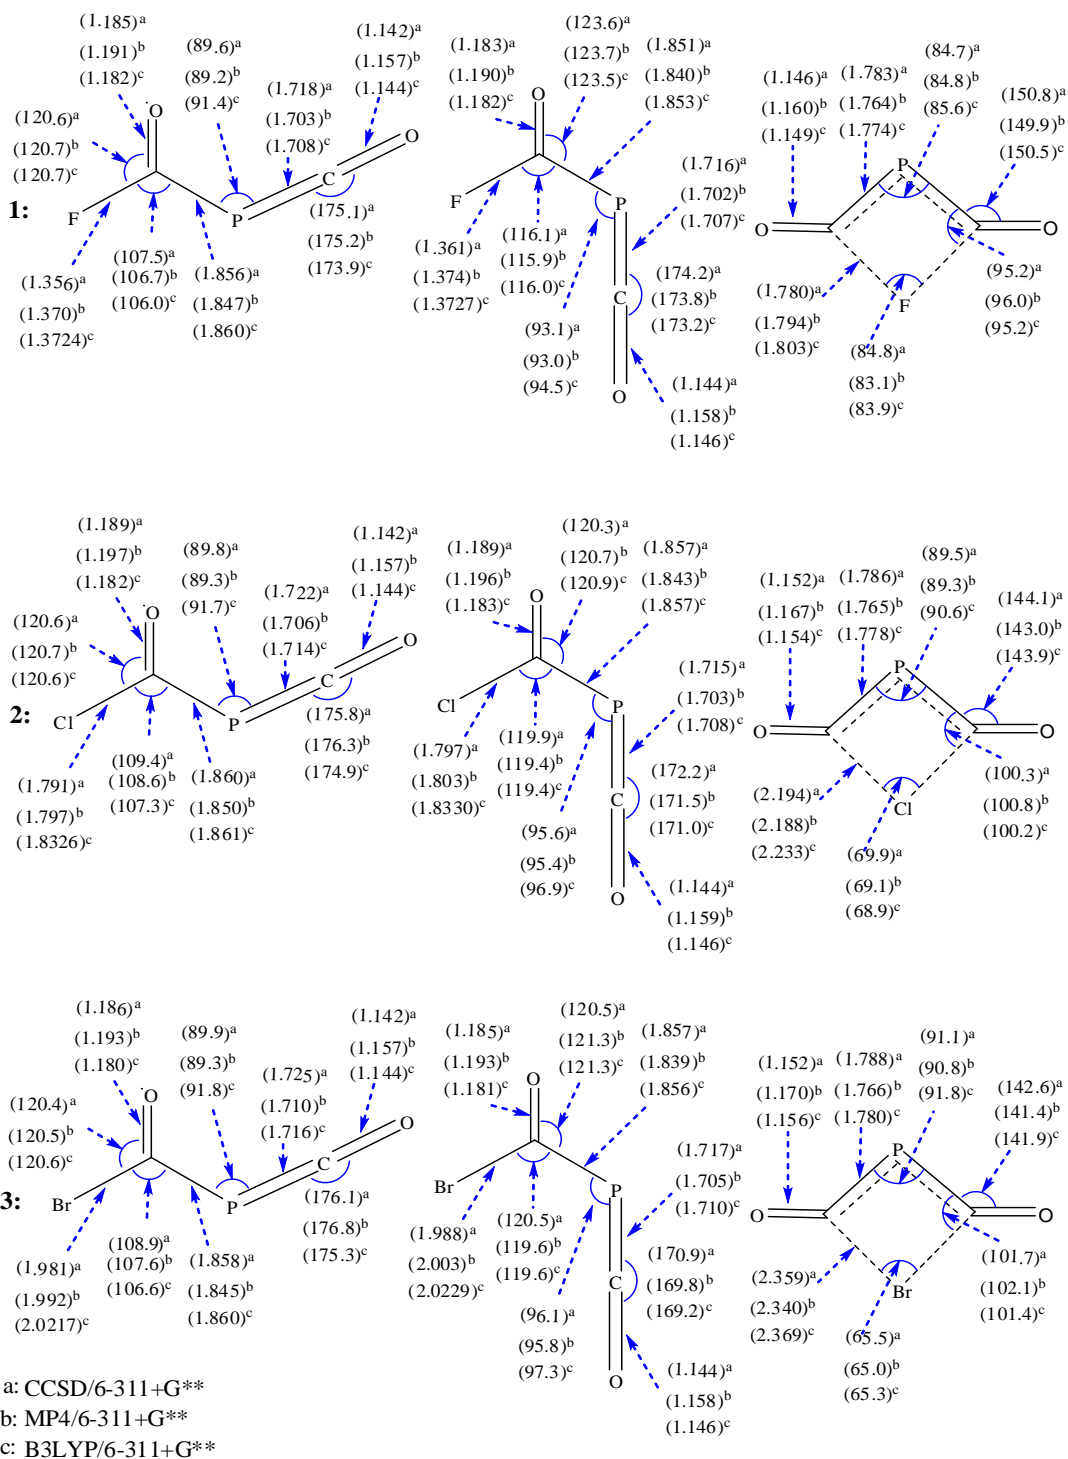 (1.185)a
(1.191)b
(1.182)c
(89.6)a
(89.2)b
(91.4)c
(1.142)a
(1.157)b
(1.144)c
(1.718)a
(1.703)b
(1.708)c
(120.6)a
(120.7)b
(120.7)c
O
O
C
1:
F
P
(175.1)a
(175.2)b
(173.9)c
(107.5)a
(106.7)b
(106.0)c
(1.856)a
(1.847)b
(1.860)c
(1.356)a
(1.370)b
(1.3724)c
(1.183)a
(1.190)b
(1.182)c
(123.6)a
(123.7)b
(123.5)c
(1.851)a
(1.840)b
(1.853)c
O
(1.716)a
(1.702)b
(1.707)c
F
P
(1.361)a
(1.374)b
(1.3727)c
(116.1)a
(115.9)b
(116.0)c
(174.2)a
(173.8)b
(173.2)c
C
(93.1)a
(93.0)b
(94.5)c
O
(1.144)a
(1.158)b
(1.146)c
(1.146)a
(1.160)b
(1.149)c
(1.783)a
(1.764)b
(1.774)c
(84.7)a
(84.8)b
(85.6)c
(150.8)a
(149.9)b
(150.5)c
P
O
O
F
(1.780)a
(1.794)b
(1.803)c
(95.2)a
(96.0)b
(95.2)c
(84.8)a
(83.1)b
(83.9)c
(1.189)a
(1.197)b
(1.182)c
(89.8)a
(89.3)b
(91.7)c
(1.142)a
(1.157)b
(1.144)c
(1.722)a
(1.706)b
(1.714)c
(120.6)a
(120.7)b
(120.6)c
O
O
C
2:
Cl
P
(175.8)a
(176.3)b
(174.9)c
(109.4)a
(108.6)b
(107.3)c
(1.860)a
(1.850)b
(1.861)c
(1.791)a
(1.797)b
(1.8326)c
(1.189)a
(1.196)b
(1.183)c
(120.3)a
(120.7)b
(120.9)c
(1.857)a
(1.843)b
(1.857)c
O
(1.715)a
(1.703)b
(1.708)c
Cl
P
(1.797)a
(1.803)b
(1.8330)c
(119.9)a
(119.4)b
(119.4)c
(172.2)a
(171.5)b
(171.0)c
C
(95.6)a
(95.4)b
(96.9)c
O
(1.144)a
(1.159)b
(1.146)c
(1.152)a
(1.167)b
(1.154)c
(1.786)a
(1.765)b
(1.778)c
(89.5)a
(89.3)b
(90.6)c
(144.1)a
(143.0)b
(143.9)c
P
O
O
Cl
(2.194)a
(2.188)b
(2.233)c
(100.3)a
(100.8)b
(100.2)c
(69.9)a
(69.1)b
(68.9)c
(1.186)a
(1.193)b
(1.180)c
(89.9)a
(89.3)b
(91.8)c
(1.142)a
(1.157)b
(1.144)c
(1.725)a
(1.710)b
(1.716)c
(120.4)a
(120.5)b
(120.6)c
O
O
C
3:
Br
P
(176.1)a
(176.8)b
(175.3)c
(108.9)a
(107.6)b
(106.6)c
(1.858)a
(1.845)b
(1.860)c
(1.981)a
(1.992)b
(2.0217)c
(1.185)a
(1.193)b
(1.181)c
(120.5)a
(121.3)b
(121.3)c
(1.857)a
(1.839)b
(1.856)c
O
(1.717)a
(1.705)b
(1.710)c
Br
P
(1.988)a
(2.003)b
(2.0229)c
(120.5)a
(119.6)b
(119.6)c
(170.9)a
(169.8)b
(169.2)c
C
(96.1)a
(95.8)b
(97.3)c
O
(1.144)a
(1.158)b
(1.146)c
(1.152)a
(1.170)b
(1.156)c
(1.788)a
(1.766)b
(1.780)c
(91.1)a
(90.8)b
(91.8)c
(142.6)a
(141.4)b
(141.9)c
P
O
O
Br
(2.359)a
(2.340)b
(2.369)c
(101.7)a
(102.1)b
(101.4)c
(65.5)a
(65.0)b
(65.3)c
a: CCSD/6-311+G**
b: MP4/6-311+G**
c: B3LYP/6-311+G**